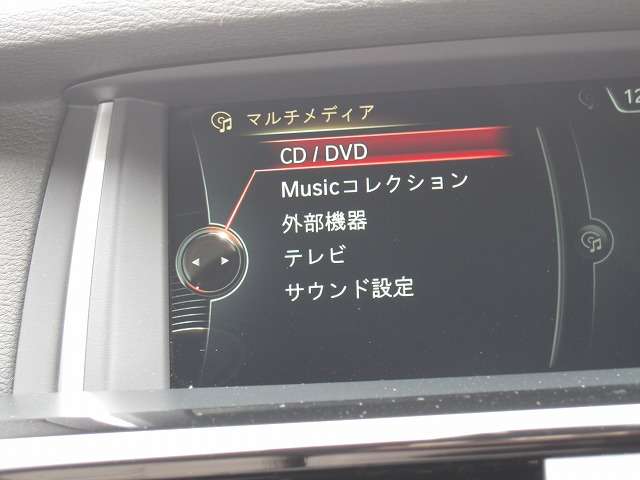 マルチメディア
12
CD / DVD
Musicコレクション
外部機器
テレビ
サウンド設定